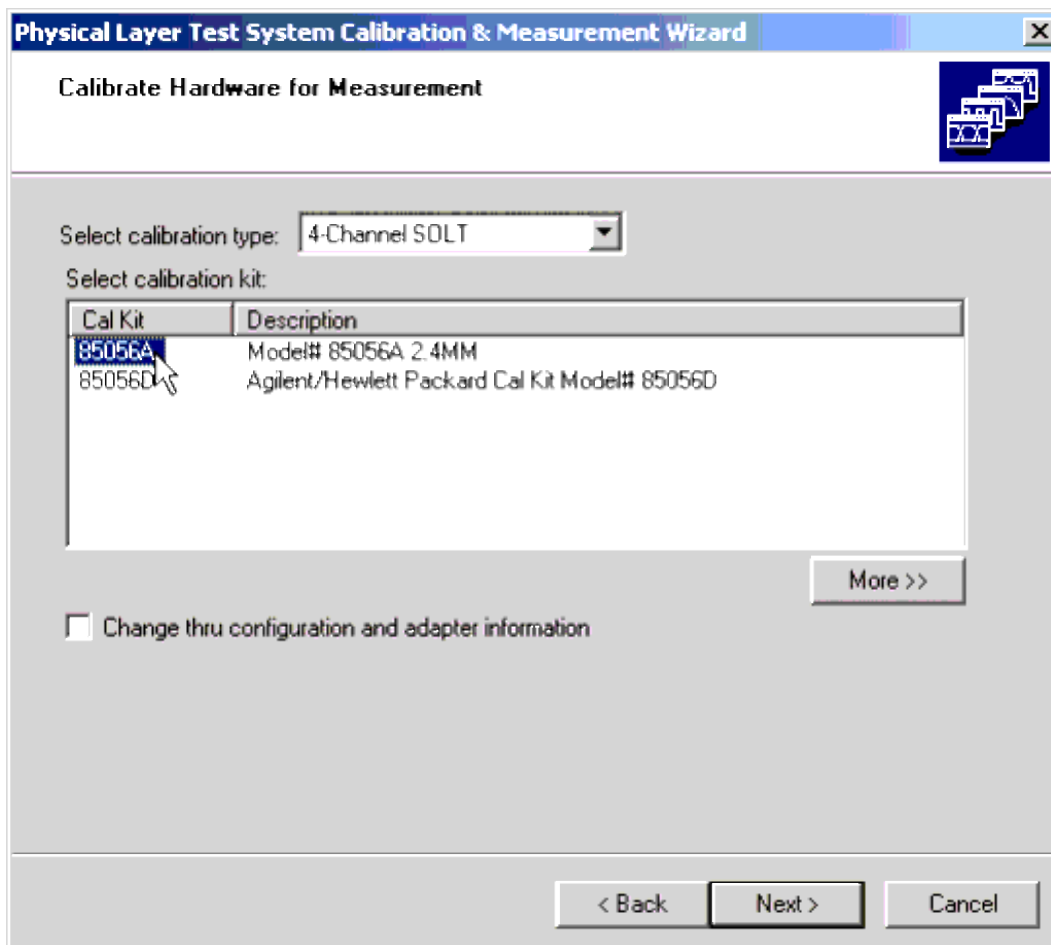 Physical Layer Test System Calibration & Measurement Wizard
Calibrate Hardware for Measurement
Select calibration type: 4-Channel SOLT
Select calibration kit:
Cal Kit Description
85056A Model# 85056A 2.4MM
85056D Agilent/Hewlett Packard Cal Kit Model# 85056D
More >>
Change thru configuration and adapter information
< Back Next > Cancel